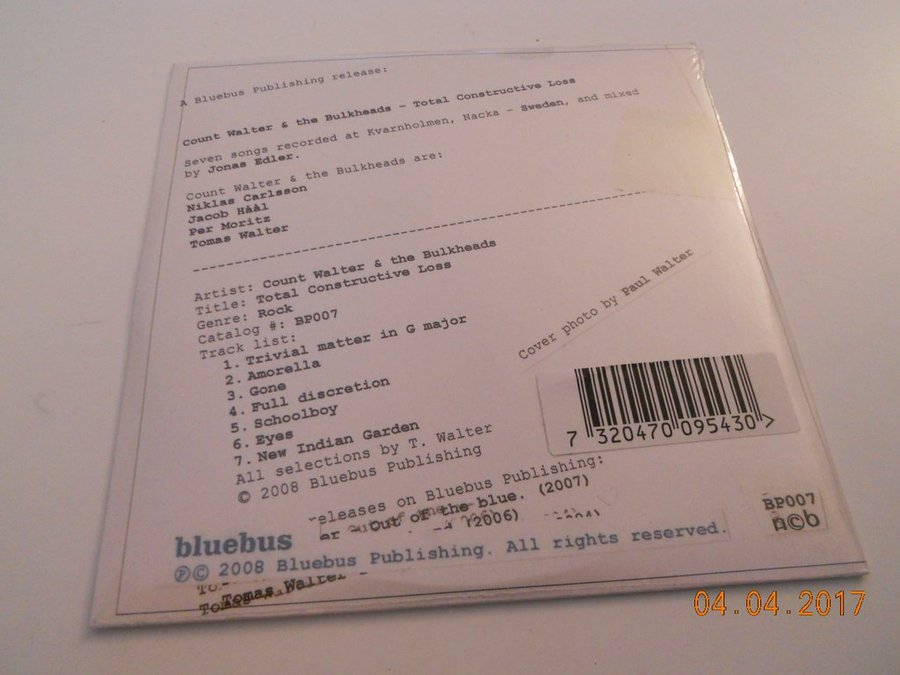 A Bluebus Publishing release:
Count Walter & the Bulkheads - Total Constructive Loss
Seven songs recorded at Kvarnholmen, Nacka - Sweden, and mixed
by Jonas Edler.
Count Walter & the Bulkheads are:
Niklas Carlsson
Jacob Håål
Per Moritz
Tomas Walter
Artist: Count Walter & the Bulkheads
Title: Total Constructive Loss
Genre: Rock
Catalog #: BP007
Track list:
1. Trivial matter in G major
2. Amorella
3. Gone
4. Full discretion
5. Schoolboy
6. Eyes
7. New Indian Garden
All selections by T. Walter
© 2008 Bluebus Publishing
Cover photo by Paul Walter
7 320470 095430 >
releases on Bluebus Publishing:
er - Out of the blue. (2007)
(2006)
bluebus
℗© 2008 Bluebus Publishing. All rights reserved.
Tomas Walter
BP007
n©b
04.04.2017